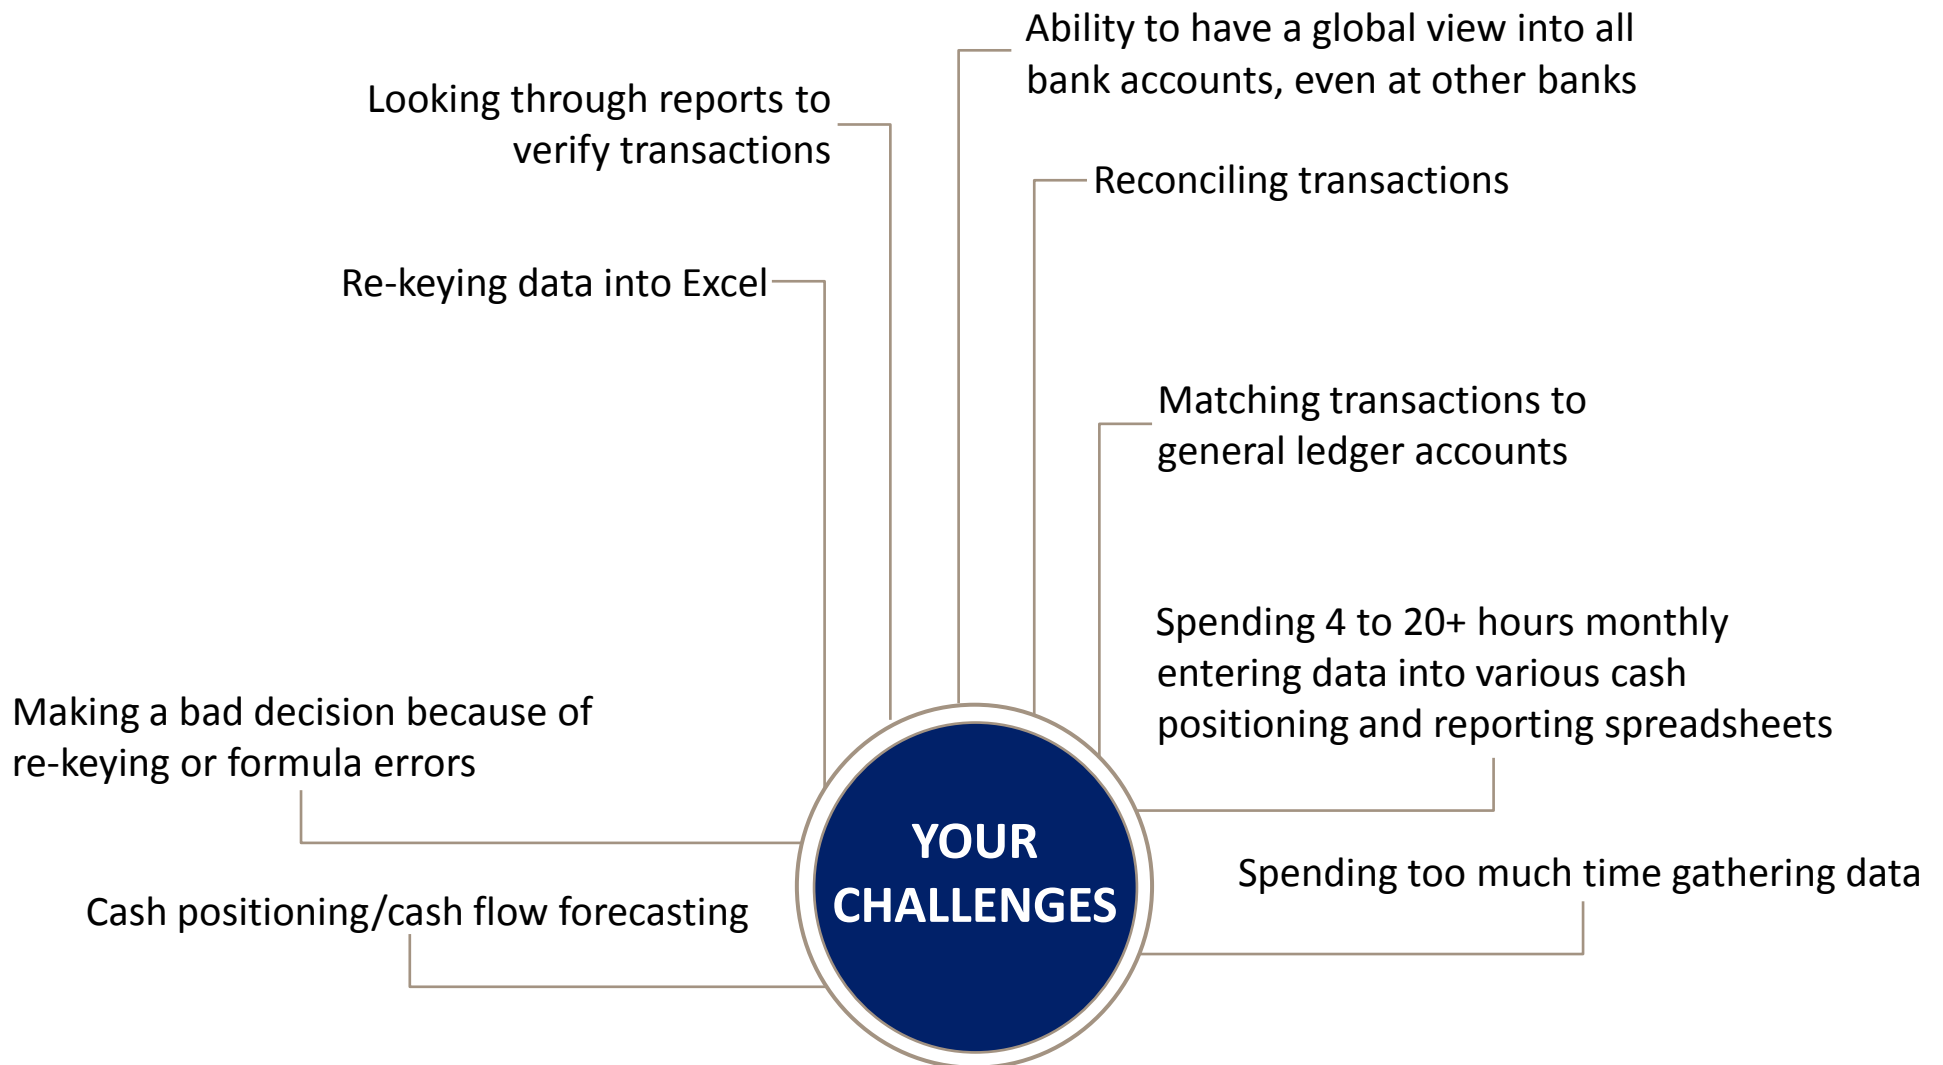 Ability to have a global view into all
bank accounts, even at other banks
Looking through reports to
verify transactions
Reconciling transactions
Re-keying data into Excel
Matching transactions to
general ledger accounts
Spending 4 to 20+ hours monthly
entering data into various cash
positioning and reporting spreadsheets
Making a bad decision because of
re-keying or formula errors
YOUR
CHALLENGES
Spending too much time gathering data
Cash positioning/cash flow forecasting